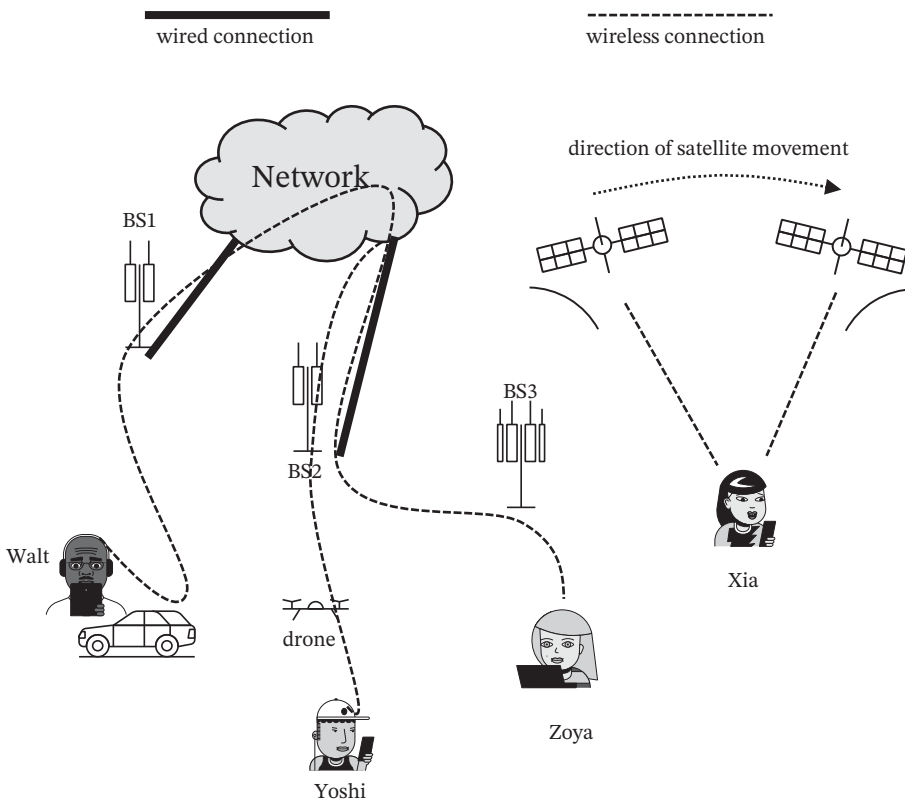 wired connection
wireless connection
Network
direction of satellite movement
BS1
BS2
BS3
Walt
drone
Xia
Zoya
Yoshi